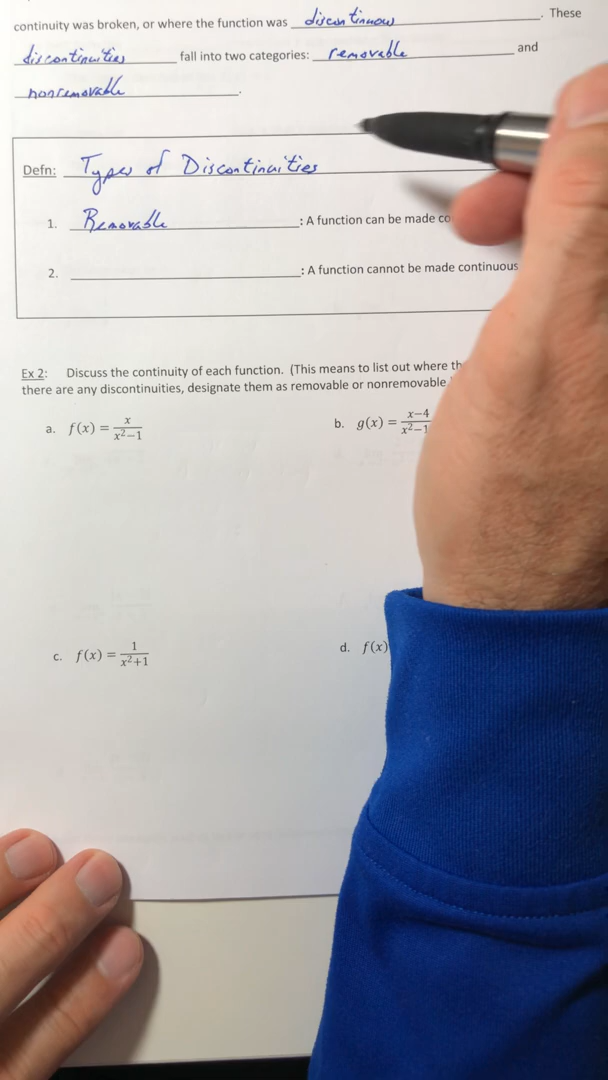 continuity was broken, or where the function was discontinuous. These
discontinuities fall into two categories: removable and
nonremovable.
Defn: Types of Discontinuities
1. Removable: A function can be made
2. : A function cannot be made continuous
Ex 2: Discuss the continuity of each function. (This means to list out where
there are any discontinuities, designate them as removable or nonremovable
a. f(x) = x/(x²−1) b. g(x) = (x−4)/(x²−1
c. f(x) = 1/(x²+1) d. f(x)